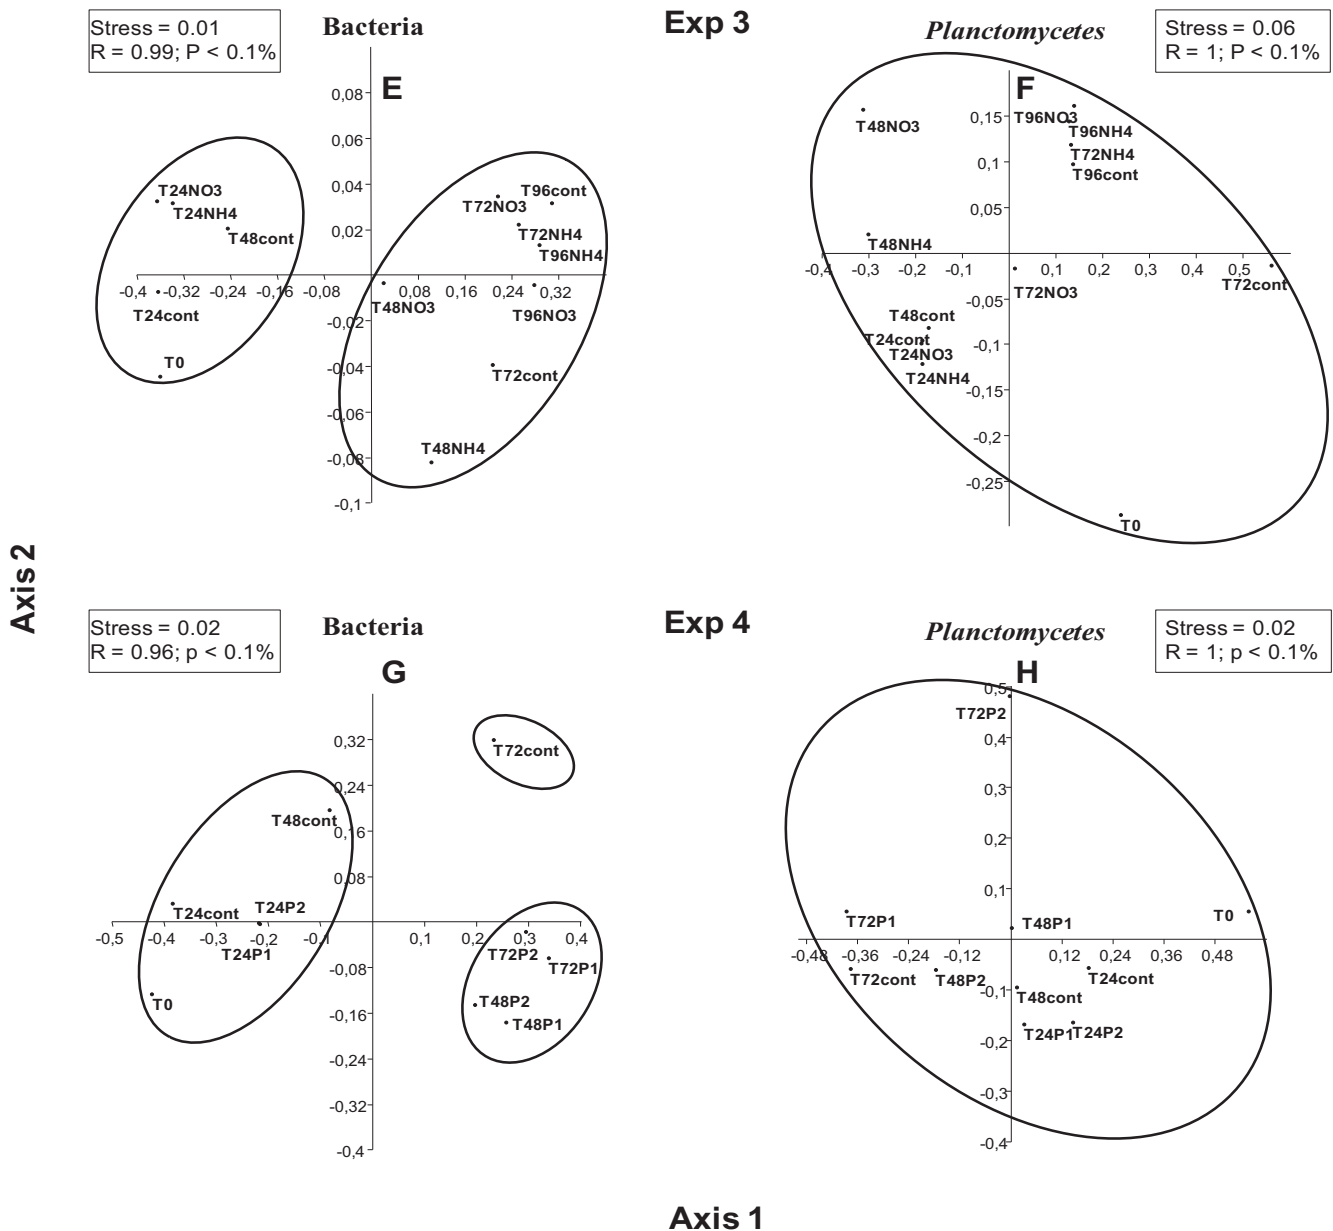 Stress = 0.01
R = 0.99; P < 0.1%
Bacteria
Exp 3
Planctomycetes
Stress = 0.06
R = 1; P < 0.1%
E
0,08
0,06
0,04
0,02
-0,02
-0,04
-0,06
-0,08
-0,1
-0,4
-0,32
-0,24
-0,16
-0,08
0,08
0,16
0,24
0,32
T24NO3
T24NH4
T48cont
T24cont
T0
T96cont
T72NO3
T72NH4
T96NH4
T48NO3
T96NO3
T72cont
T48NH4
F
0,15
0,1
0,05
-0,05
-0,1
-0,15
-0,2
-0,25
-0,4
-0,3
-0,2
-0,1
0,1
0,2
0,3
0,4
0,5
T48NO3
T96NO3
T96NH4
T72NH4
T96cont
T48NH4
T72NO3
T72cont
T48cont
T24cont
T24NO3
T24NH4
T0
Axis 2
Stress = 0.02
R = 0.96; p < 0.1%
Bacteria
Exp 4
Planctomycetes
Stress = 0.02
R = 1; p < 0.1%
G
0,32
0,24
0,16
0,08
-0,08
-0,16
-0,24
-0,32
-0,4
-0,5
-0,4
-0,3
-0,2
-0,1
0,1
0,2
0,3
0,4
T72cont
T48cont
T24cont
T24P2
T24P1
T0
T72P2
T72P1
T48P2
T48P1
H
0,5
0,4
0,3
0,2
0,1
-0,1
-0,2
-0,3
-0,4
-0,48
-0,36
-0,24
-0,12
0,12
0,24
0,36
0,48
T72P2
T72P1
T48P1
T0
T72cont
T48P2
T24cont
T48cont
T24P1
T24P2
Axis 1